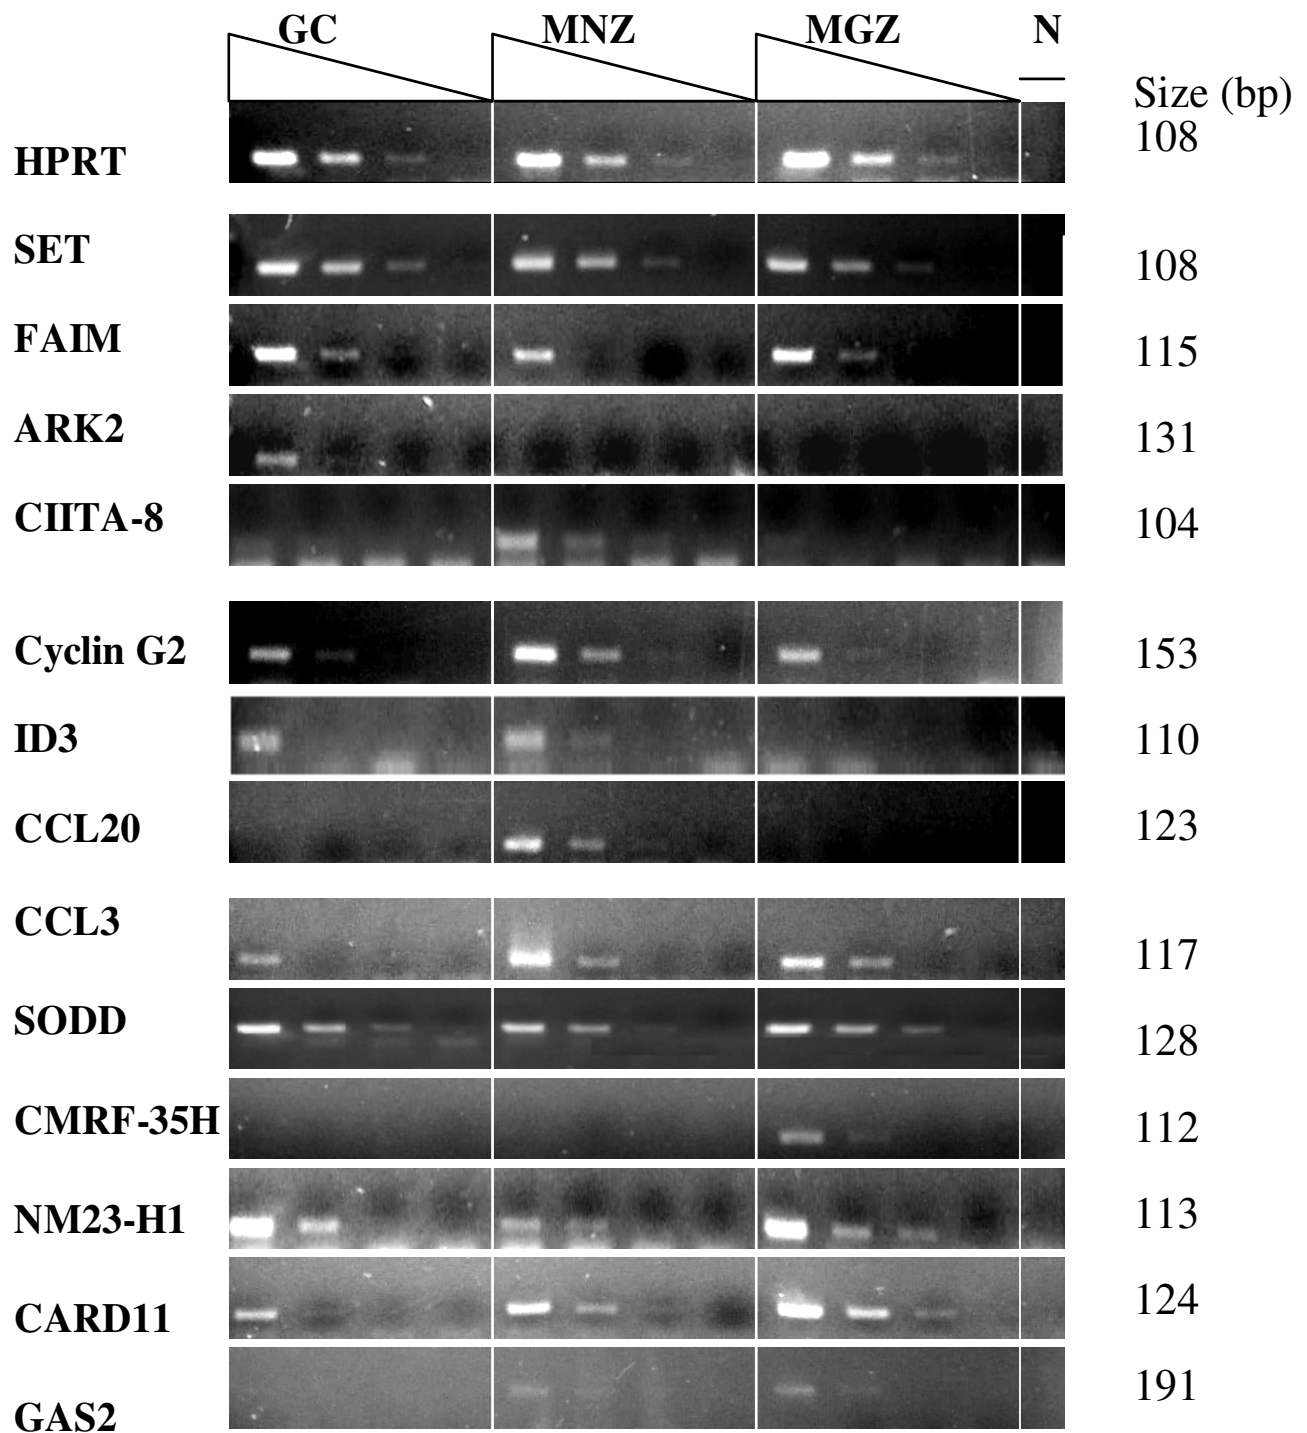 GC MNZ MGZ N
Size (bp)
HPRT 108
SET 108
FAIM 115
ARK2 131
CIITA-8 104
Cyclin G2 153
ID3 110
CCL20 123
CCL3 117
SODD 128
CMRF-35H 112
NM23-H1 113
CARD11 124
GAS2 191